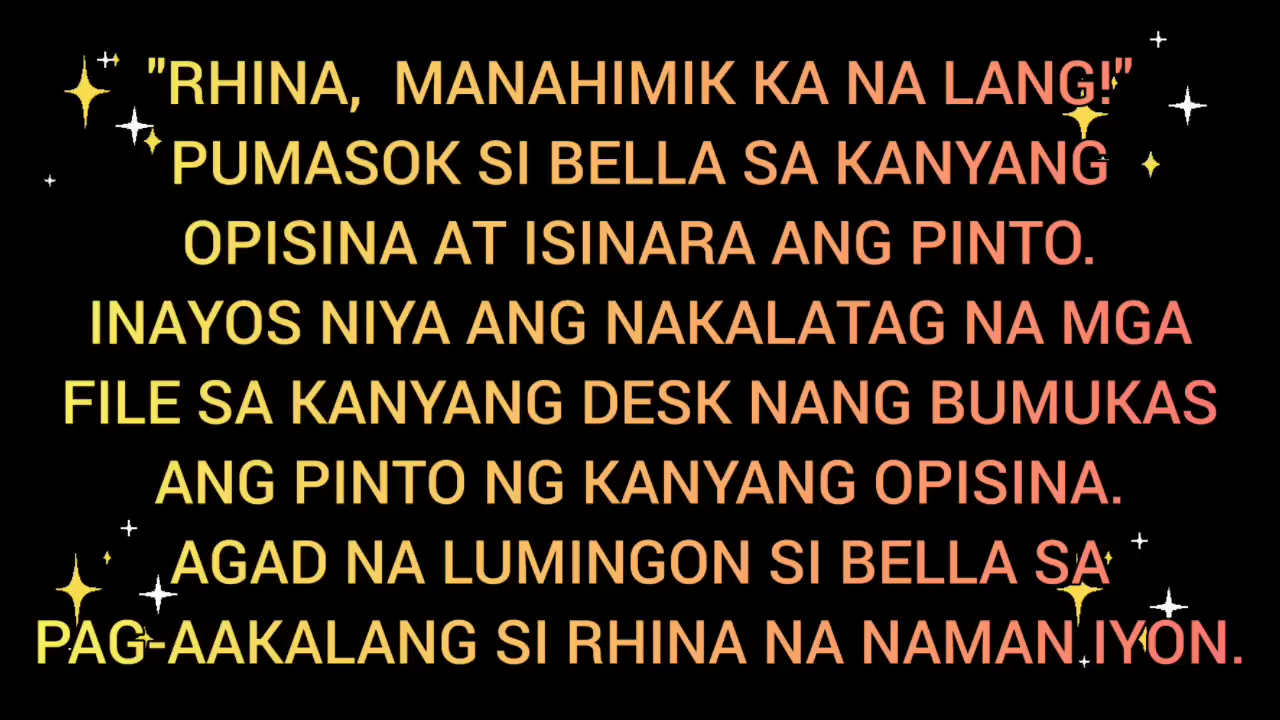 "RHINA, MANAHIMIK KA NA LANG!"
PUMASOK SI BELLA SA KANYANG
OPISINA AT ISINARA ANG PINTO.
INAYOS NIYA ANG NAKALATAG NA MGA
FILE SA KANYANG DESK NANG BUMUKAS
ANG PINTO NG KANYANG OPISINA.
AGAD NA LUMINGON SI BELLA SA
PAG-AAKALANG SI RHINA NA NAMAN IYON.